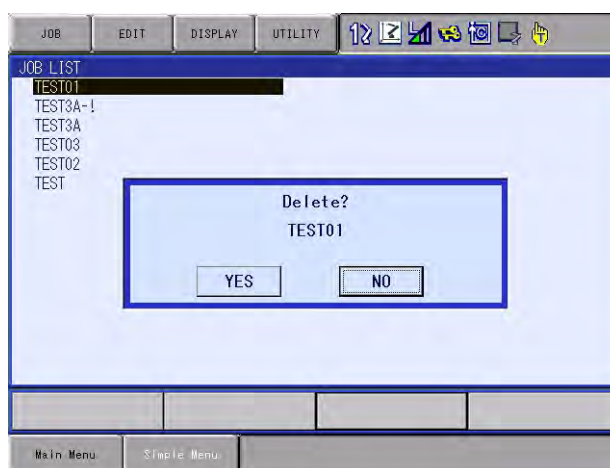 JOB EDIT DISPLAY UTILITY
JOB LIST
TEST01
TEST3A-!
TEST3A
TEST03
TEST02
TEST
Delete?
TEST01
YES NO
Main Menu Simple Menu